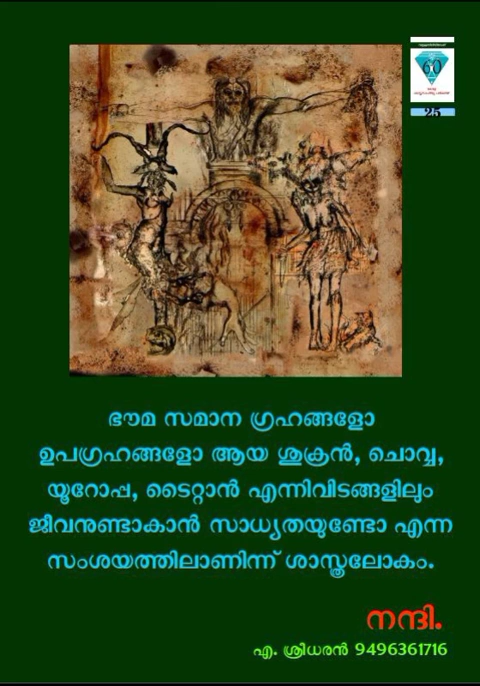 60
25
ഭൗമ സമാന ഗ്രഹങ്ങളോ
ഉപഗ്രഹങ്ങളോ ആയ ശുക്രൻ, ചൊവ്വ,
യൂറോപ്പ, ടൈറ്റാൻ എന്നിവിടങ്ങളിലും
ജീവനുണ്ടാകാൻ സാധ്യതയുണ്ടോ എന്ന
സംശയത്തിലാണിന്ന് ശാസ്ത്രലോകം.
നന്ദി.
എ. ശ്രീധരൻ 9496361716